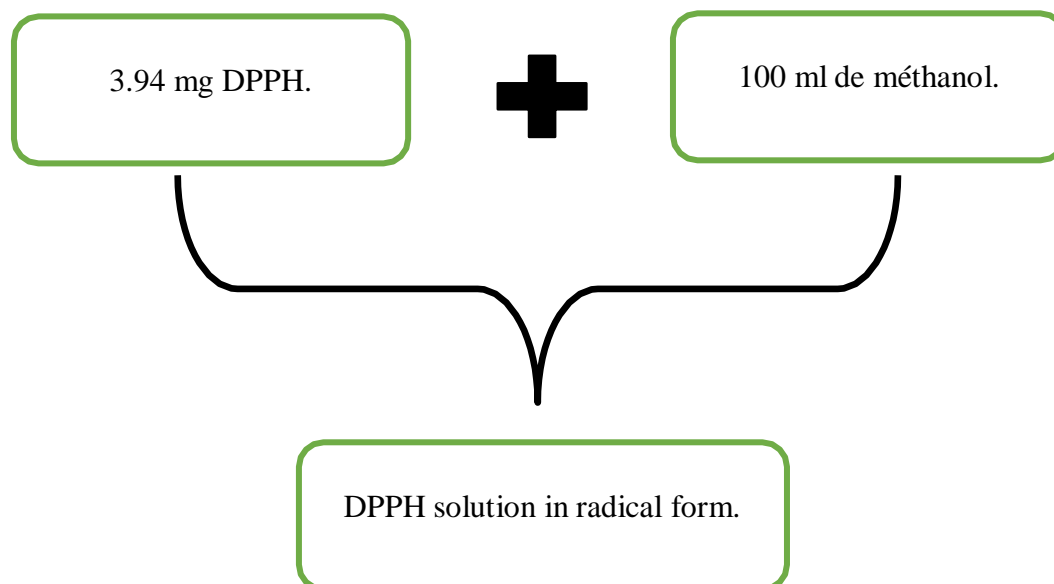 3.94 mg DPPH.
100 ml de méthanol.
DPPH solution in radical form.